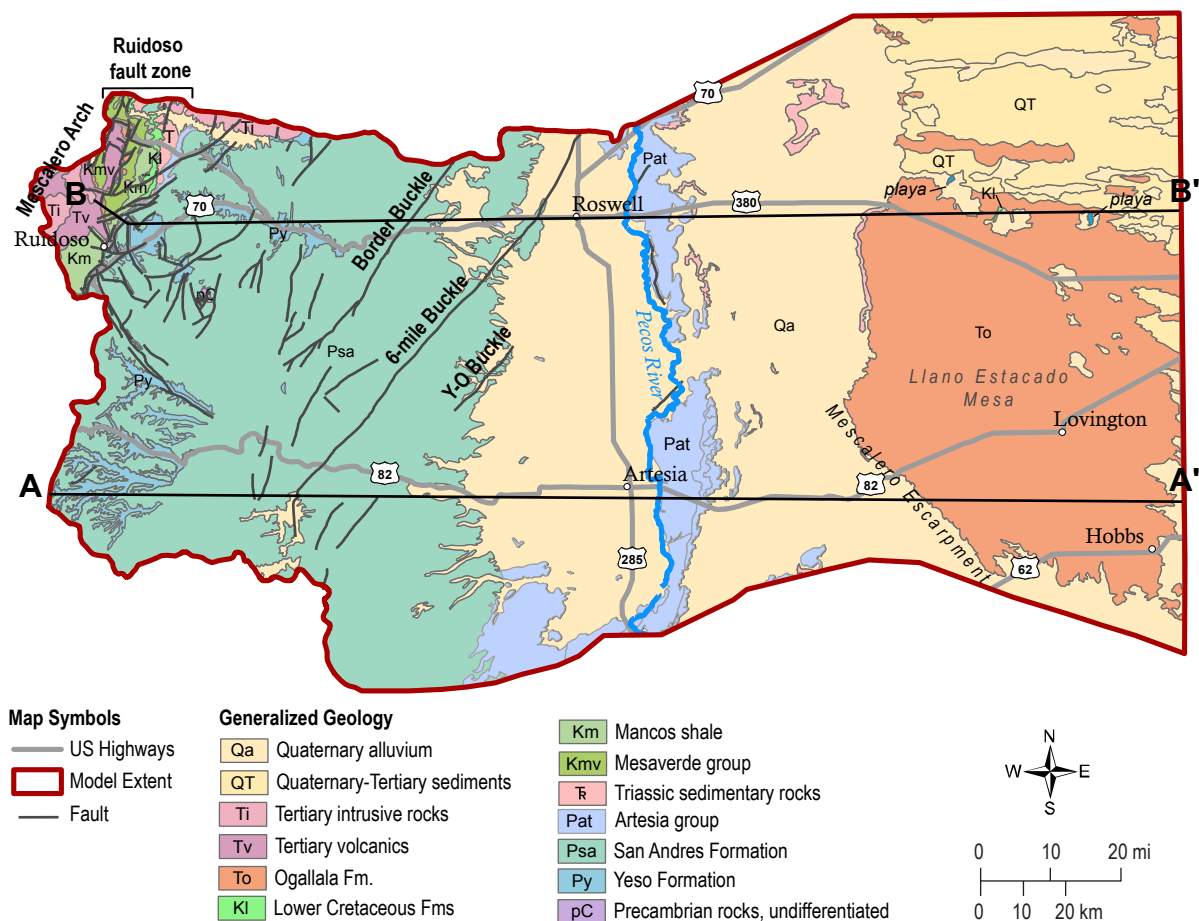 Ruidoso
fault zone
Mescalero Arch
70
QT
Ti
T
Kl
Kmv
Km
Pat
QT
playa
Kl
playa
B
B'
Ti
Tv
70
Py
Roswell
380
Ruidoso
Km
Border Buckle
pC
6-mile Buckle
Pecos River
Qa
To
Psa
Y-O Buckle
Llano Estacado
Mesa
Py
Mescalero Escarpment
Lovington
Pat
A
82
Artesia
82
A'
285
62
Hobbs
Map Symbols
US Highways
Model Extent
Fault
Generalized Geology
Qa Quaternary alluvium
QT Quaternary-Tertiary sediments
Ti Tertiary intrusive rocks
Tv Tertiary volcanics
To Ogallala Fm.
Kl Lower Cretaceous Fms
Km Mancos shale
Kmv Mesaverde group
TR Triassic sedimentary rocks
Pat Artesia group
Psa San Andres Formation
Py Yeso Formation
pC Precambrian rocks, undifferentiated
N
W E
S
0 10 20 mi
0 10 20 km